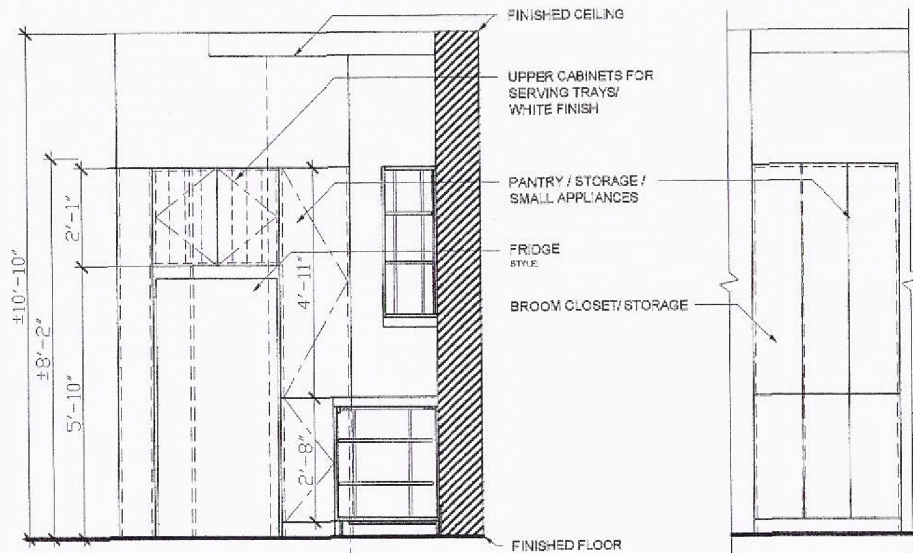 FINISHED CEILING
UPPER CABINETS FOR
SERVING TRAYS/
WHITE FINISH
PANTRY / STORAGE /
SMALL APPLIANCES
FRIDGE
STYLE
BROOM CLOSET/ STORAGE
FINISHED FLOOR
±10'-10"
±8'-2"
2'-1"
5'-10"
4'-11"
2'-8"